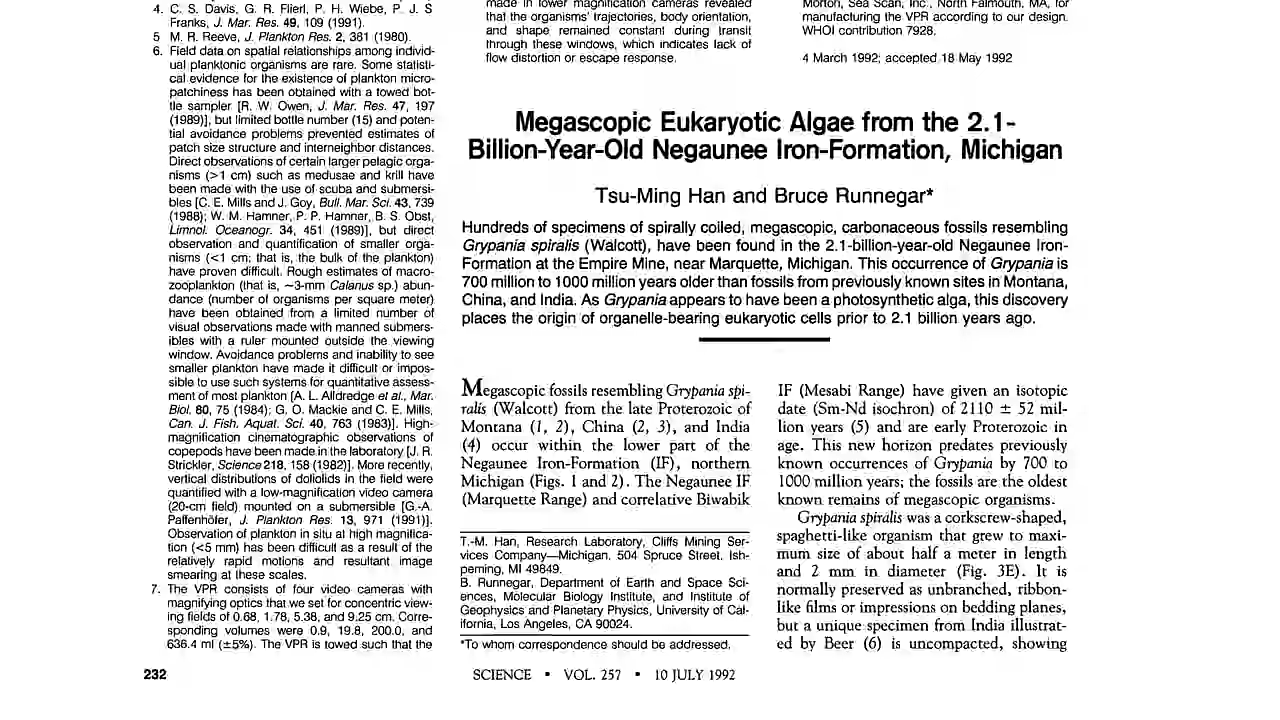 4. C. S. Davis, G. R. Flierl, P. H. Wiebe, P. J. S
Franks, J. Mar. Res. 49, 109 (1991).
5 M. R. Reeve, J. Plankton Res. 2, 381 (1980).
6. Field data on spatial relationships among individ-
ual planktonic organisms are rare. Some statisti-
cal evidence for the existence of plankton micro-
patchiness has been obtained with a towed bot-
tle sampler [R. W. Owen, J. Mar. Res. 47, 197
(1989)], but limited bottle number (15) and poten-
tial avoidance problems prevented estimates of
patch size structure and interneighbor distances.
Direct observations of certain larger pelagic orga-
nisms (>1 cm) such as medusae and krill have
been made with the use of scuba and submersi-
bles [C. E. Mills and J. Goy, Bull. Mar. Sci. 43, 739
(1988); W. M. Hamner, P. P. Hamner, B. S. Obst,
Limnol. Oceanogr. 34, 451 (1989)], but direct
observation and quantification of smaller orga-
nisms (<1 cm; that is, the bulk of the plankton)
have proven difficult. Rough estimates of macro-
zooplankton (that is, ~3-mm Calanus sp.) abun-
dance (number of organisms per square meter)
have been obtained from a limited number of
visual observations made with manned submers-
ibles with a ruler mounted outside the viewing
window. Avoidance problems and inability to see
smaller plankton have made it difficult or impos-
sible to use such systems for quantitative assess-
ment of most plankton [A. L. Alldredge et al., Mar.
Biol. 80, 75 (1984); G. O. Mackie and C. E. Mills,
Can. J. Fish. Aquat. Sci. 40, 763 (1983)]. High-
magnification cinematographic observations of
copepods have been made in the laboratory [J. R.
Strickler, Science 218, 158 (1982)]. More recently,
vertical distributions of doliolids in the field were
quantified with a low-magnification video camera
(20-cm field) mounted on a submersible [G.-A.
Paffenhöfer, J. Plankton Res. 13, 971 (1991)].
Observation of plankton in situ at high magnifica-
tion (<5 mm) has been difficult as a result of the
relatively rapid motions and resultant image
smearing at these scales.
7. The VPR consists of four video cameras with
magnifying optics that we set for concentric view-
ing fields of 0.68, 1.78, 5.38, and 9.25 cm. Corre-
sponding volumes were 0.9, 19.8, 200.0, and
636.4 ml (±5%). The VPR is towed such that the
made in lower magnification cameras revealed
that the organisms' trajectories, body orientation,
and shape remained constant during transit
through these windows, which indicates lack of
flow distortion or escape response.
Morton, Sea Scan, Inc., North Falmouth, MA, for
manufacturing the VPR according to our design.
WHOI contribution 7928.
4 March 1992; accepted 18 May 1992
Megascopic Eukaryotic Algae from the 2.1-
Billion-Year-Old Negaunee Iron-Formation, Michigan
Tsu-Ming Han and Bruce Runnegar*
Hundreds of specimens of spirally coiled, megascopic, carbonaceous fossils resembling
Grypania spiralis (Walcott), have been found in the 2.1-billion-year-old Negaunee Iron-
Formation at the Empire Mine, near Marquette, Michigan. This occurrence of Grypania is
700 million to 1000 million years older than fossils from previously known sites in Montana,
China, and India. As Grypania appears to have been a photosynthetic alga, this discovery
places the origin of organelle-bearing eukaryotic cells prior to 2.1 billion years ago.
Megascopic fossils resembling Grypania spi-
ralis (Walcott) from the late Proterozoic of
Montana (1, 2), China (2, 3), and India
(4) occur within the lower part of the
Negaunee Iron-Formation (IF), northern
Michigan (Figs. 1 and 2). The Negaunee IF
(Marquette Range) and correlative Biwabik
T.-M. Han, Research Laboratory, Cliffs Mining Ser-
vices Company—Michigan, 504 Spruce Street, Ish-
peming, MI 49849.
B. Runnegar, Department of Earth and Space Sci-
ences, Molecular Biology Institute, and Institute of
Geophysics and Planetary Physics, University of Cal-
ifornia, Los Angeles, CA 90024.
*To whom correspondence should be addressed.
IF (Mesabi Range) have given an isotopic
date (Sm-Nd isochron) of 2110 ± 52 mil-
lion years (5) and are early Proterozoic in
age. This new horizon predates previously
known occurrences of Grypania by 700 to
1000 million years; the fossils are the oldest
known remains of megascopic organisms.
Grypania spiralis was a corkscrew-shaped,
spaghetti-like organism that grew to maxi-
mum size of about half a meter in length
and 2 mm in diameter (Fig. 3E). It is
normally preserved as unbranched, ribbon-
like films or impressions on bedding planes,
but a unique specimen from India illustrat-
ed by Beer (6) is uncompacted, showing
232
SCIENCE • VOL. 257 • 10 JULY 1992